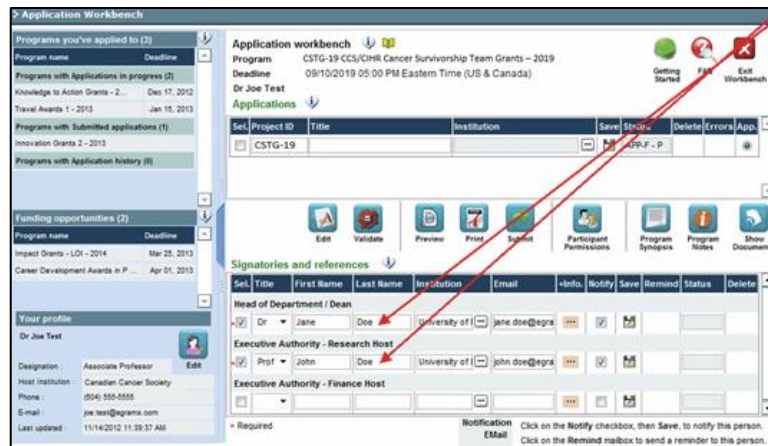 Application Workbench
Programs you've applied to (3)
Program name Deadline
Programs with Applications in progress (2)
Knowledge to Action Grants - 2... Dec 17, 2012
Travel Awards 1 - 2013 Jan 15, 2013
Programs with Submitted applications (1)
Innovation Grants 2 - 2013
Programs with Application history (0)
Funding opportunities (2)
Program name Deadline
Impact Grants - LOI - 2014 Mar 25, 2013
Career Development Awards in P ... Apr 01, 2013
Your profile
Dr Joe Test
Edit
Designation : Associate Professor
Host Institution : Canadian Cancer Society
Phone : (604) 555-5555
E-mail : joe.test@egrams.com
Last updated : 11/14/2012 11:39:37 AM
Application workbench
Program CSTG-19 CCS/CIHR Cancer Survivorship Team Grants – 2019
Deadline 09/10/2019 05:00 PM Eastern Time (US & Canada)
Dr Joe Test
Getting Started FAQ Exit Workbench
Applications
Sel. Project ID Title Institution Save Status Delete Errors App.
CSTG-19 APP-F - P
Edit Validate Preview Print Submit Participant Permissions Program Synopsis Program Notes Show Documen
Signatories and references
Sel. Title First Name Last Name Institution Email +Info. Notify Save Remind Status Delete
Head of Department / Dean
Dr Jane Doe University of jane.doe@egra
Executive Authority - Research Host
Prof John Doe University of john.doe@egra
Executive Authority - Finance Host
* Required
Notification EMail
Click on the Notify checkbox, then Save, to notify this person.
Click on the Remind mailbox to send a reminder to this person.